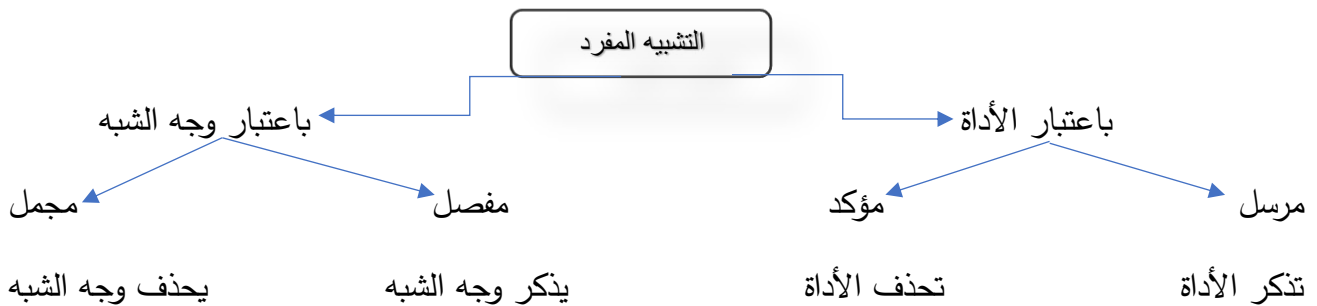 التشبيه المفرد
باعتبار الأداة باعتبار وجه الشبه
مرسل مؤكد مفصل مجمل
تذكر الأداة تحذف الأداة يذكر وجه الشبه يحذف وجه الشبه